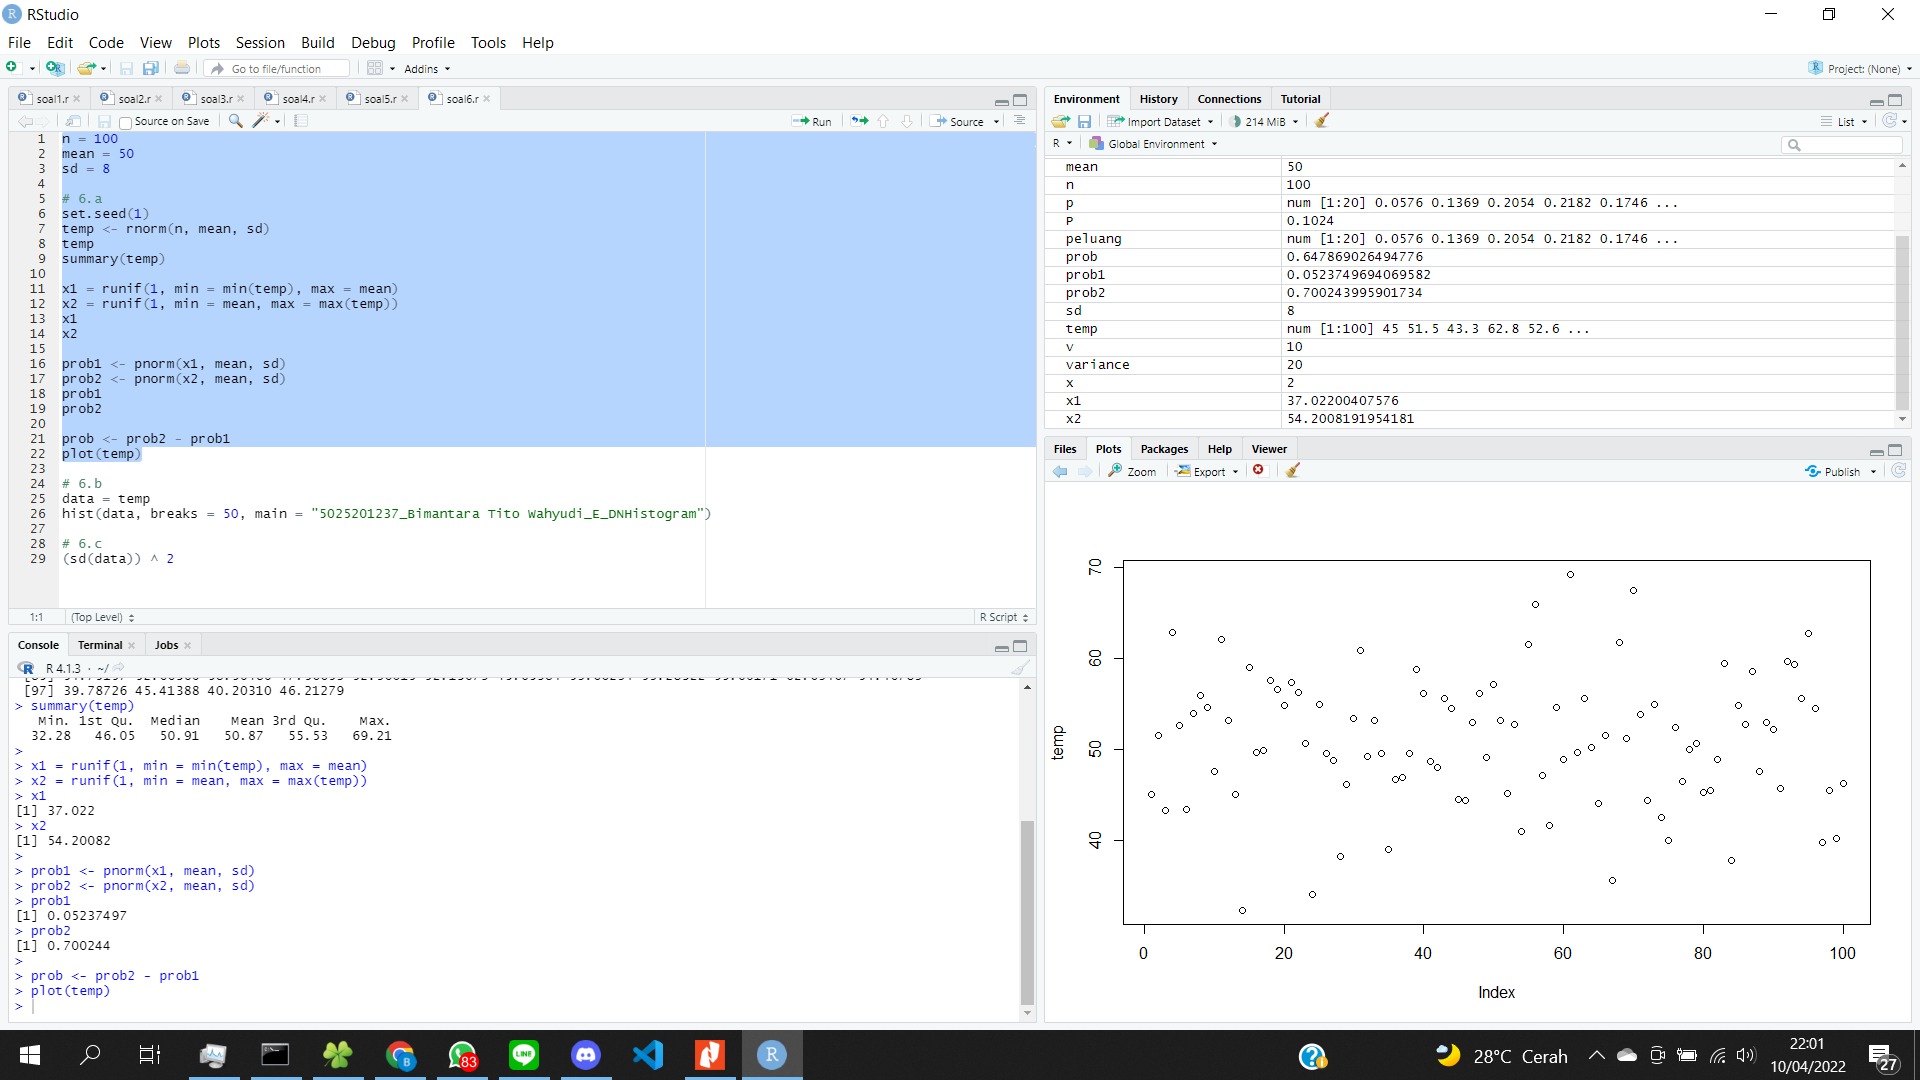 RStudio
File Edit Code View Plots Session Build Debug Profile Tools Help
Go to file/function Addins
Project: (None)
soal1.r soal2.r soal3.r soal4.r soal5.r soal6.r
Source on Save Run Source
1 n = 100
2 mean = 50
3 sd = 8
4
5 # 6.a
6 set.seed(1)
7 temp <- rnorm(n, mean, sd)
8 temp
9 summary(temp)
10
11 x1 = runif(1, min = min(temp), max = mean)
12 x2 = runif(1, min = mean, max = max(temp))
13 x1
14 x2
15
16 prob1 <- pnorm(x1, mean, sd)
17 prob2 <- pnorm(x2, mean, sd)
18 prob1
19 prob2
20
21 prob <- prob2 - prob1
22 plot(temp)
23
24 # 6.b
25 data = temp
26 hist(data, breaks = 50, main = "5025201237_Bimantara Tito Wahyudi_E_DNHistogram")
27
28 # 6.c
29 (sd(data)) ^ 2
1:1 (Top Level) R Script
Console Terminal Jobs
R 4.1.3 · ~/
[97] 39.78726 45.41388 40.20310 46.21279
> summary(temp)
Min. 1st Qu. Median Mean 3rd Qu. Max.
32.28 46.05 50.91 50.87 55.53 69.21
>
> x1 = runif(1, min = min(temp), max = mean)
> x2 = runif(1, min = mean, max = max(temp))
> x1
[1] 37.022
> x2
[1] 54.20082
>
> prob1 <- pnorm(x1, mean, sd)
> prob2 <- pnorm(x2, mean, sd)
> prob1
[1] 0.05237497
> prob2
[1] 0.700244
>
> prob <- prob2 - prob1
> plot(temp)
>
Environment History Connections Tutorial
Import Dataset 214 MiB List
R Global Environment
mean 50
n 100
p num [1:20] 0.0576 0.1369 0.2054 0.2182 0.1746 ...
P 0.1024
peluang num [1:20] 0.0576 0.1369 0.2054 0.2182 0.1746 ...
prob 0.647869026494776
prob1 0.0523749694069582
prob2 0.700243995901734
sd 8
temp num [1:100] 45 51.5 43.3 62.8 52.6 ...
v 10
variance 20
x 2
x1 37.02200407576
x2 54.2008191954181
Files Plots Packages Help Viewer
Zoom Export Publish
70
60
50
40
temp
0 20 40 60 80 100
Index
83
28°C Cerah
22:01
10/04/2022
27